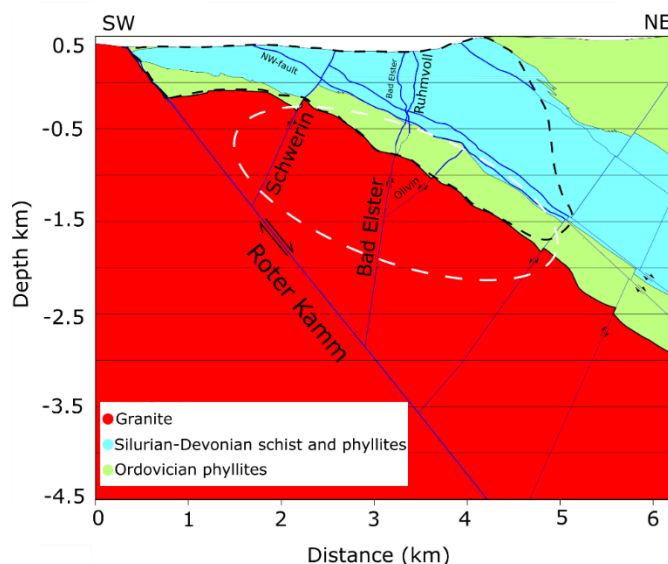 SW
NE
0.5
-0.5
-1.5
-2.5
-3.5
-4.5
Depth km)
NW-fault
Bad Elster
Ruhmvoll
Schwerin
Bad Elster
Olivin
Roter Kamm
Granite
Silurian-Devonian schist and phyllites
Ordovician phyllites
0 1 2 3 4 5 6
Distance (km)